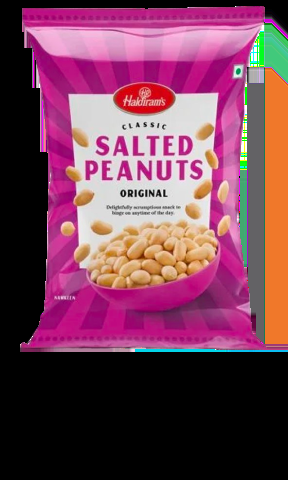 Haldiram's
CLASSIC
SALTED
PEANUTS
ORIGINAL
Delightfully scrumptious snack to
binge on anytime of the day.
NAMKEEN